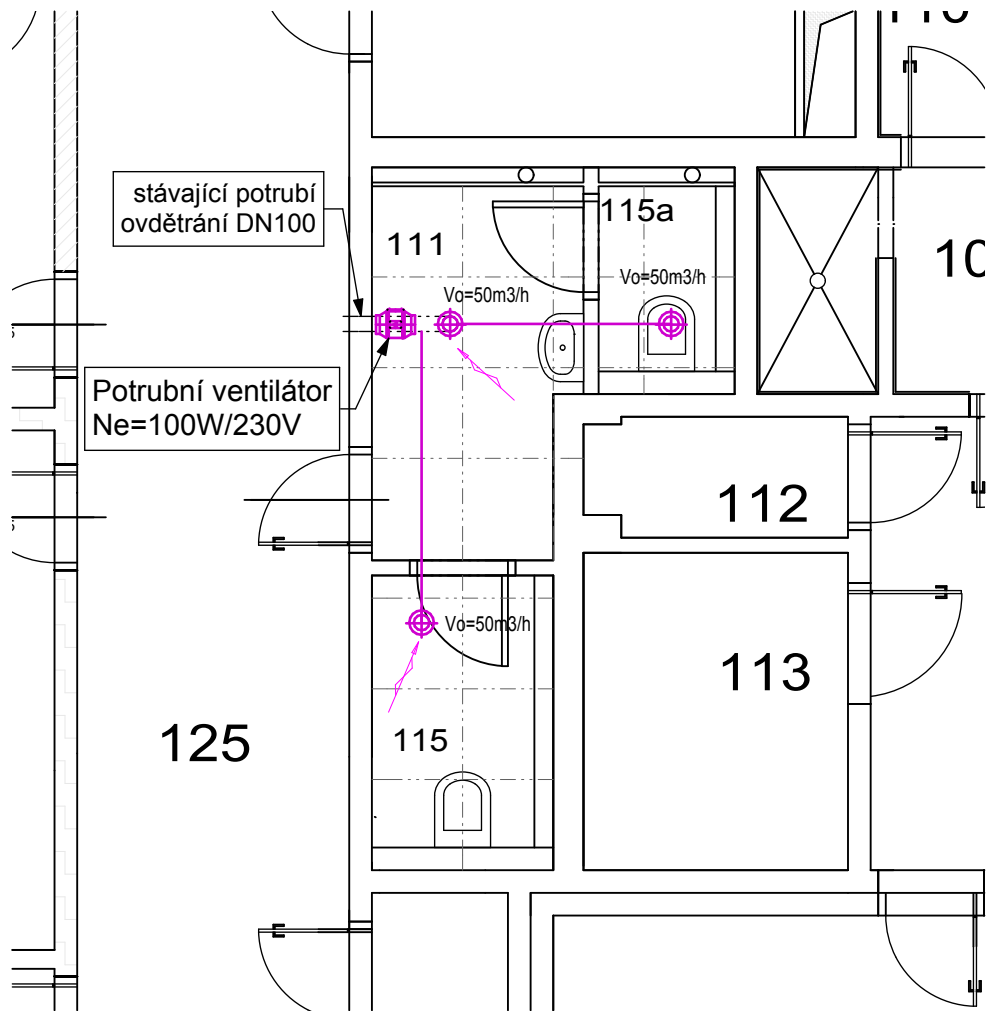 stávající potrubí
ovdětrání DN100
111
115a
Vo=50m3/h
Vo=50m3/h
10
Potrubní ventilátor
Ne=100W/230V
112
Vo=50m3/h
113
115
125